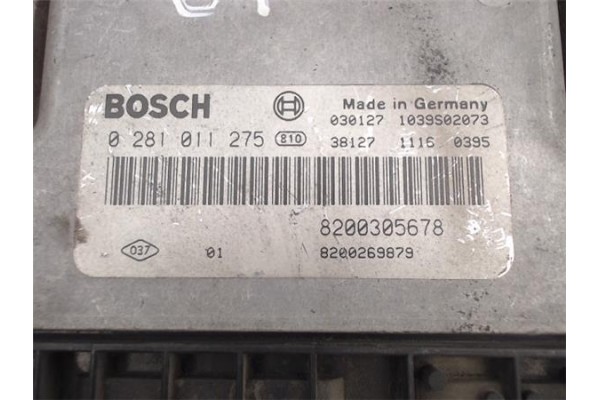 BOSCH
Made in Germany
030127 1039S02073
0 281 011 275 810
38127 1116 0395
8200305678
037 01 8200269879